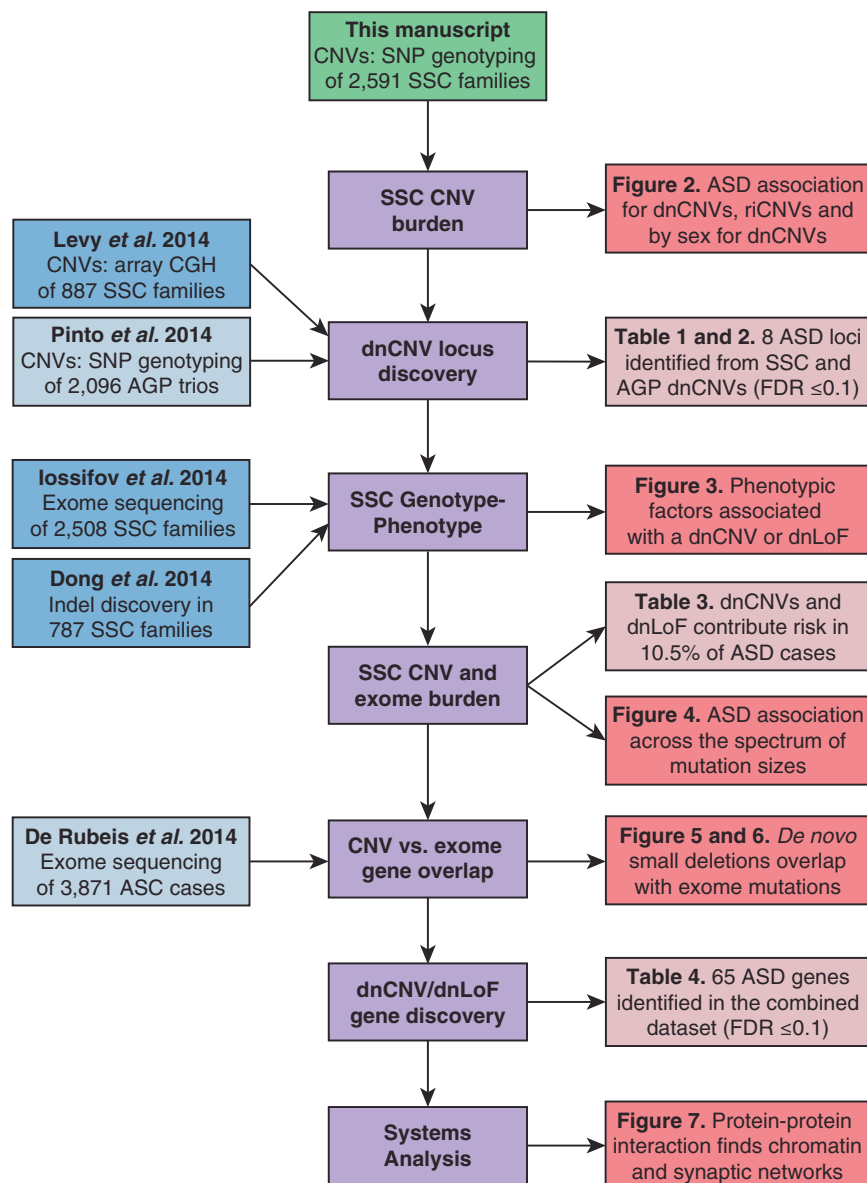 This manuscript
CNVs: SNP genotyping
of 2,591 SSC families
SSC CNV
burden
Figure 2. ASD association
for dnCNVs, riCNVs and
by sex for dnCNVs
Levy et al. 2014
CNVs: array CGH
of 887 SSC families
Pinto et al. 2014
CNVs: SNP genotyping
of 2,096 AGP trios
dnCNV locus
discovery
Table 1 and 2. 8 ASD loci
identified from SSC and
AGP dnCNVs (FDR ≤0.1)
Iossifov et al. 2014
Exome sequencing
of 2,508 SSC families
Dong et al. 2014
Indel discovery in
787 SSC families
SSC Genotype-
Phenotype
Figure 3. Phenotypic
factors associated
with a dnCNV or dnLoF
SSC CNV and
exome burden
Table 3. dnCNVs and
dnLoF contribute risk in
10.5% of ASD cases
Figure 4. ASD association
across the spectrum of
mutation sizes
De Rubeis et al. 2014
Exome sequencing
of 3,871 ASC cases
CNV vs. exome
gene overlap
Figure 5 and 6. De novo
small deletions overlap
with exome mutations
dnCNV/dnLoF
gene discovery
Table 4. 65 ASD genes
identified in the combined
dataset (FDR ≤0.1)
Systems
Analysis
Figure 7. Protein-protein
interaction finds chromatin
and synaptic networks